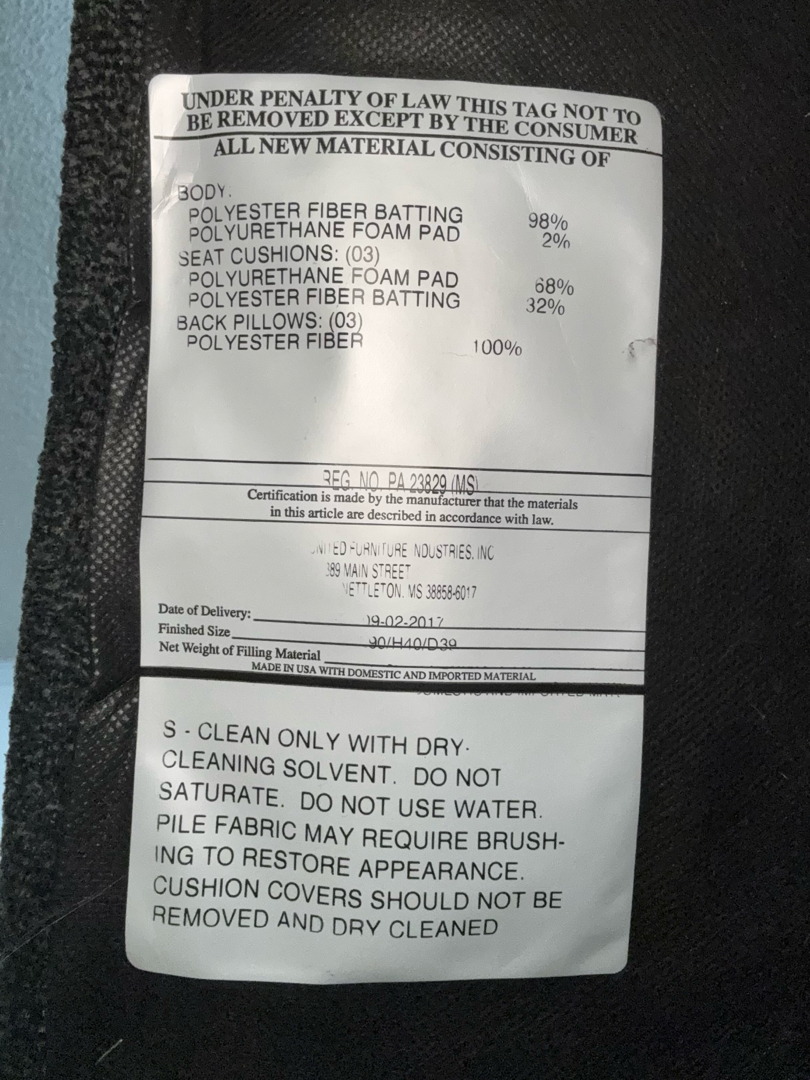 UNDER PENALTY OF LAW THIS TAG NOT TO
BE REMOVED EXCEPT BY THE CONSUMER
ALL NEW MATERIAL CONSISTING OF
BODY.
POLYESTER FIBER BATTING 98%
POLYURETHANE FOAM PAD 2%
SEAT CUSHIONS: (03)
POLYURETHANE FOAM PAD 68%
POLYESTER FIBER BATTING 32%
BACK PILLOWS: (03)
POLYESTER FIBER 100%
REG. NO. PA 23829 (MS)
Certification is made by the manufacturer that the materials
in this article are described in accordance with law.
UNITED FURNITURE INDUSTRIES, INC
389 MAIN STREET
NETTLETON, MS 38858-6017
Date of Delivery: 19-02-2017
Finished Size 90/H40/D39
Net Weight of Filling Material
MADE IN USA WITH DOMESTIC AND IMPORTED MATERIAL
S - CLEAN ONLY WITH DRY-
CLEANING SOLVENT. DO NOT
SATURATE. DO NOT USE WATER.
PILE FABRIC MAY REQUIRE BRUSH-
ING TO RESTORE APPEARANCE.
CUSHION COVERS SHOULD NOT BE
REMOVED AND DRY CLEANED